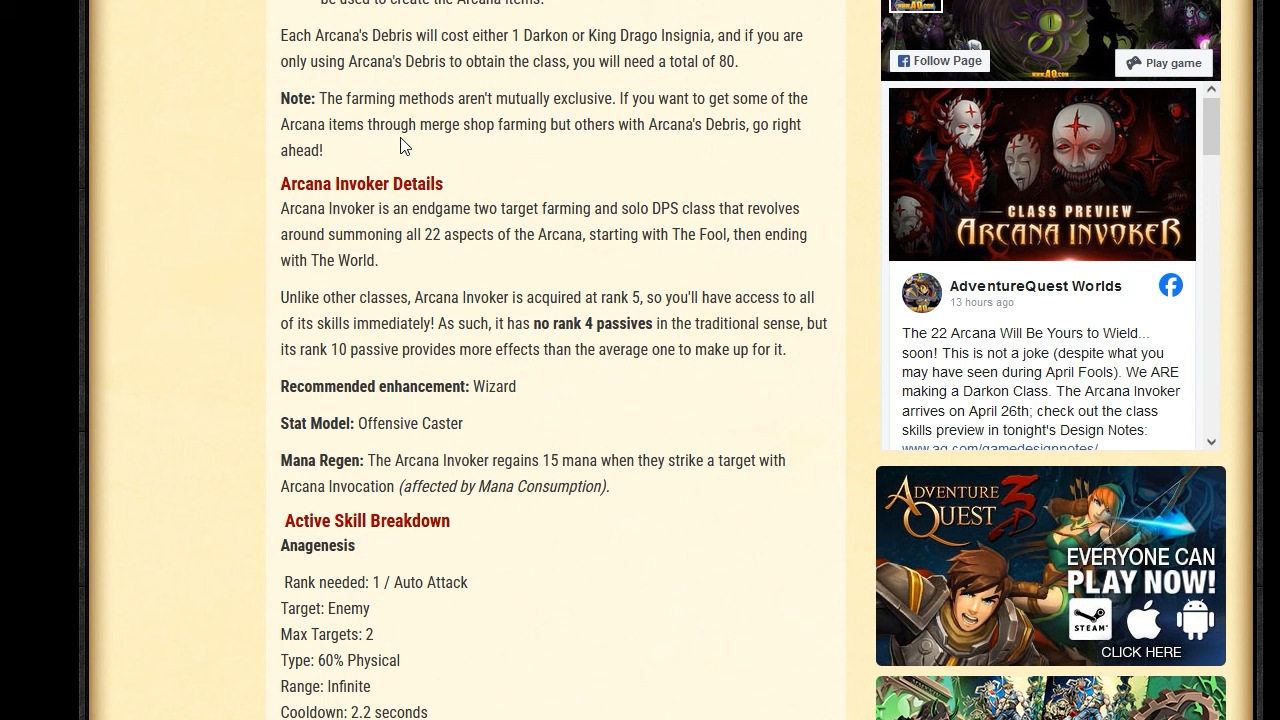 be used to create the Arcana items.
Each Arcana's Debris will cost either 1 Darkon or King Drago Insignia, and if you are
only using Arcana's Debris to obtain the class, you will need a total of 80.
Note: The farming methods aren't mutually exclusive. If you want to get some of the
Arcana items through merge shop farming but others with Arcana's Debris, go right
ahead!
Arcana Invoker Details
Arcana Invoker is an endgame two target farming and solo DPS class that revolves
around summoning all 22 aspects of the Arcana, starting with The Fool, then ending
with The World.
Unlike other classes, Arcana Invoker is acquired at rank 5, so you'll have access to all
of its skills immediately! As such, it has no rank 4 passives in the traditional sense, but
its rank 10 passive provides more effects than the average one to make up for it.
Recommended enhancement: Wizard
Stat Model: Offensive Caster
Mana Regen: The Arcana Invoker regains 15 mana when they strike a target with
Arcana Invocation (affected by Mana Consumption).
Active Skill Breakdown
Anagenesis
Rank needed: 1 / Auto Attack
Target: Enemy
Max Targets: 2
Type: 60% Physical
Range: Infinite
Cooldown: 2.2 seconds
www.AQ.com
Follow Page
Play game
www.AQ.com
CLASS PREVIEW
ARCANA INVOKER
AdventureQuest Worlds
13 hours ago
The 22 Arcana Will Be Yours to Wield...
soon! This is not a joke (despite what you
may have seen during April Fools). We ARE
making a Darkon Class. The Arcana Invoker
arrives on April 26th; check out the class
skills preview in tonight's Design Notes:
www.aq.com/gamedesignnotes/
ADVENTURE
QUEST 3D
EVERYONE CAN
PLAY NOW!
STEAM
CLICK HERE